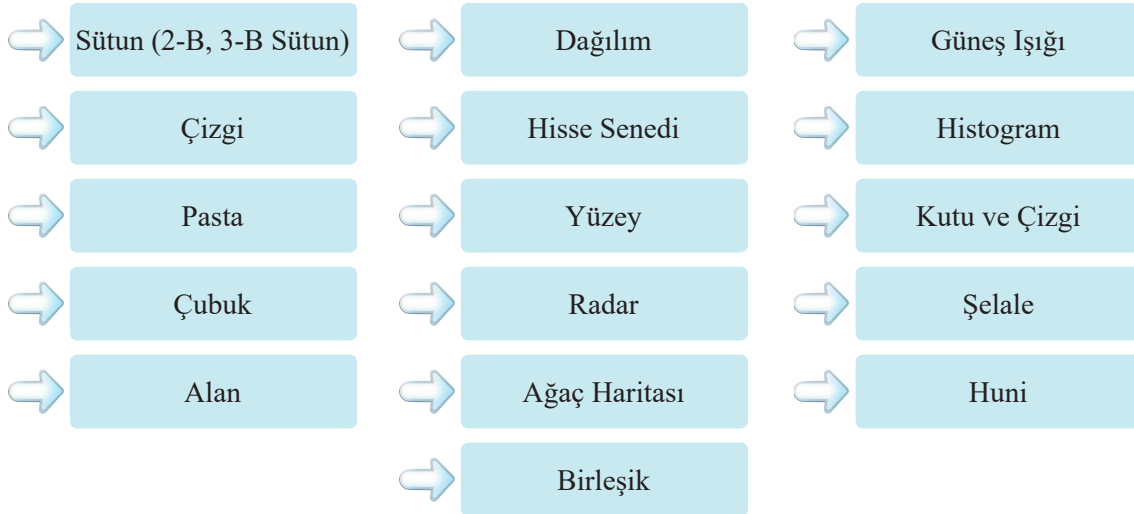 Sütun (2-B, 3-B Sütun)
Çizgi
Pasta
Çubuk
Alan
Dağılım
Hisse Senedi
Yüzey
Radar
Ağaç Haritası
Birleşik
Güneş Işığı
Histogram
Kutu ve Çizgi
Şelale
Huni